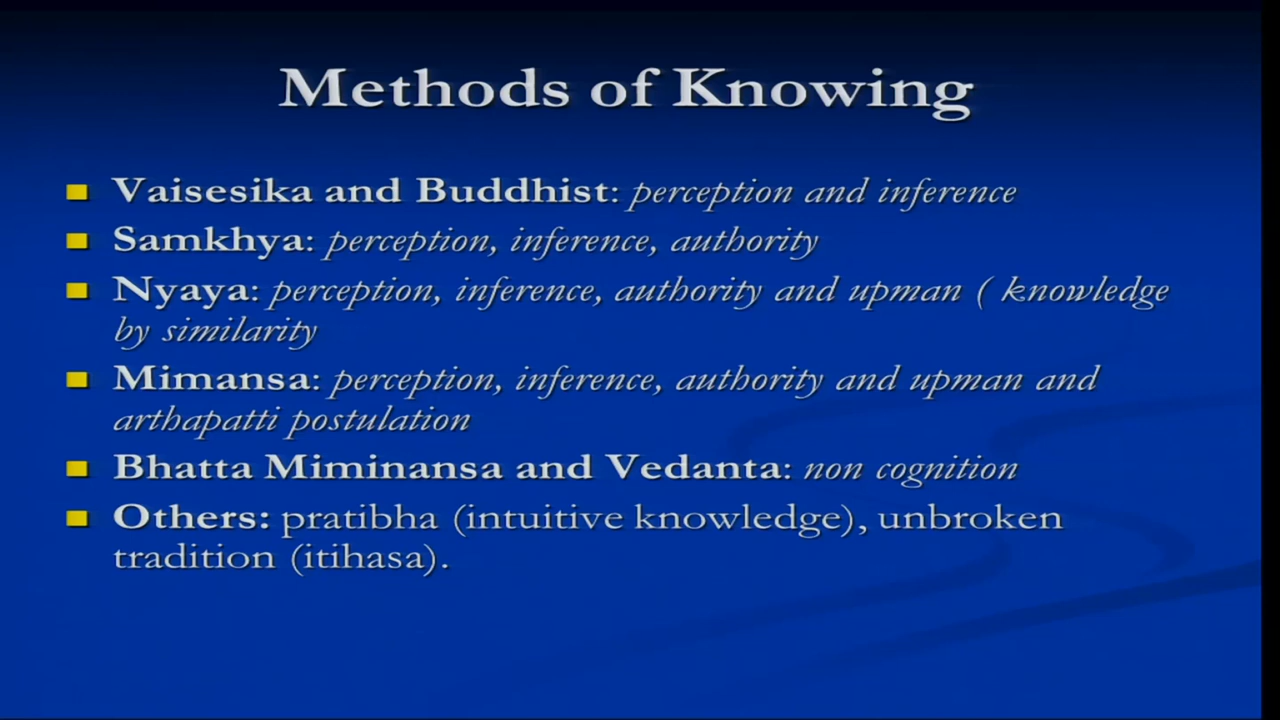 Methods of Knowing
Vaisesika and Buddhist: perception and inference
Samkhya: perception, inference, authority
Nyaya: perception, inference, authority and upman ( knowledge
by similarity
Mimansa: perception, inference, authority and upman and
arthapatti postulation
Bhatta Miminansa and Vedanta: non cognition
Others: pratibha (intuitive knowledge), unbroken
tradition (itihasa).